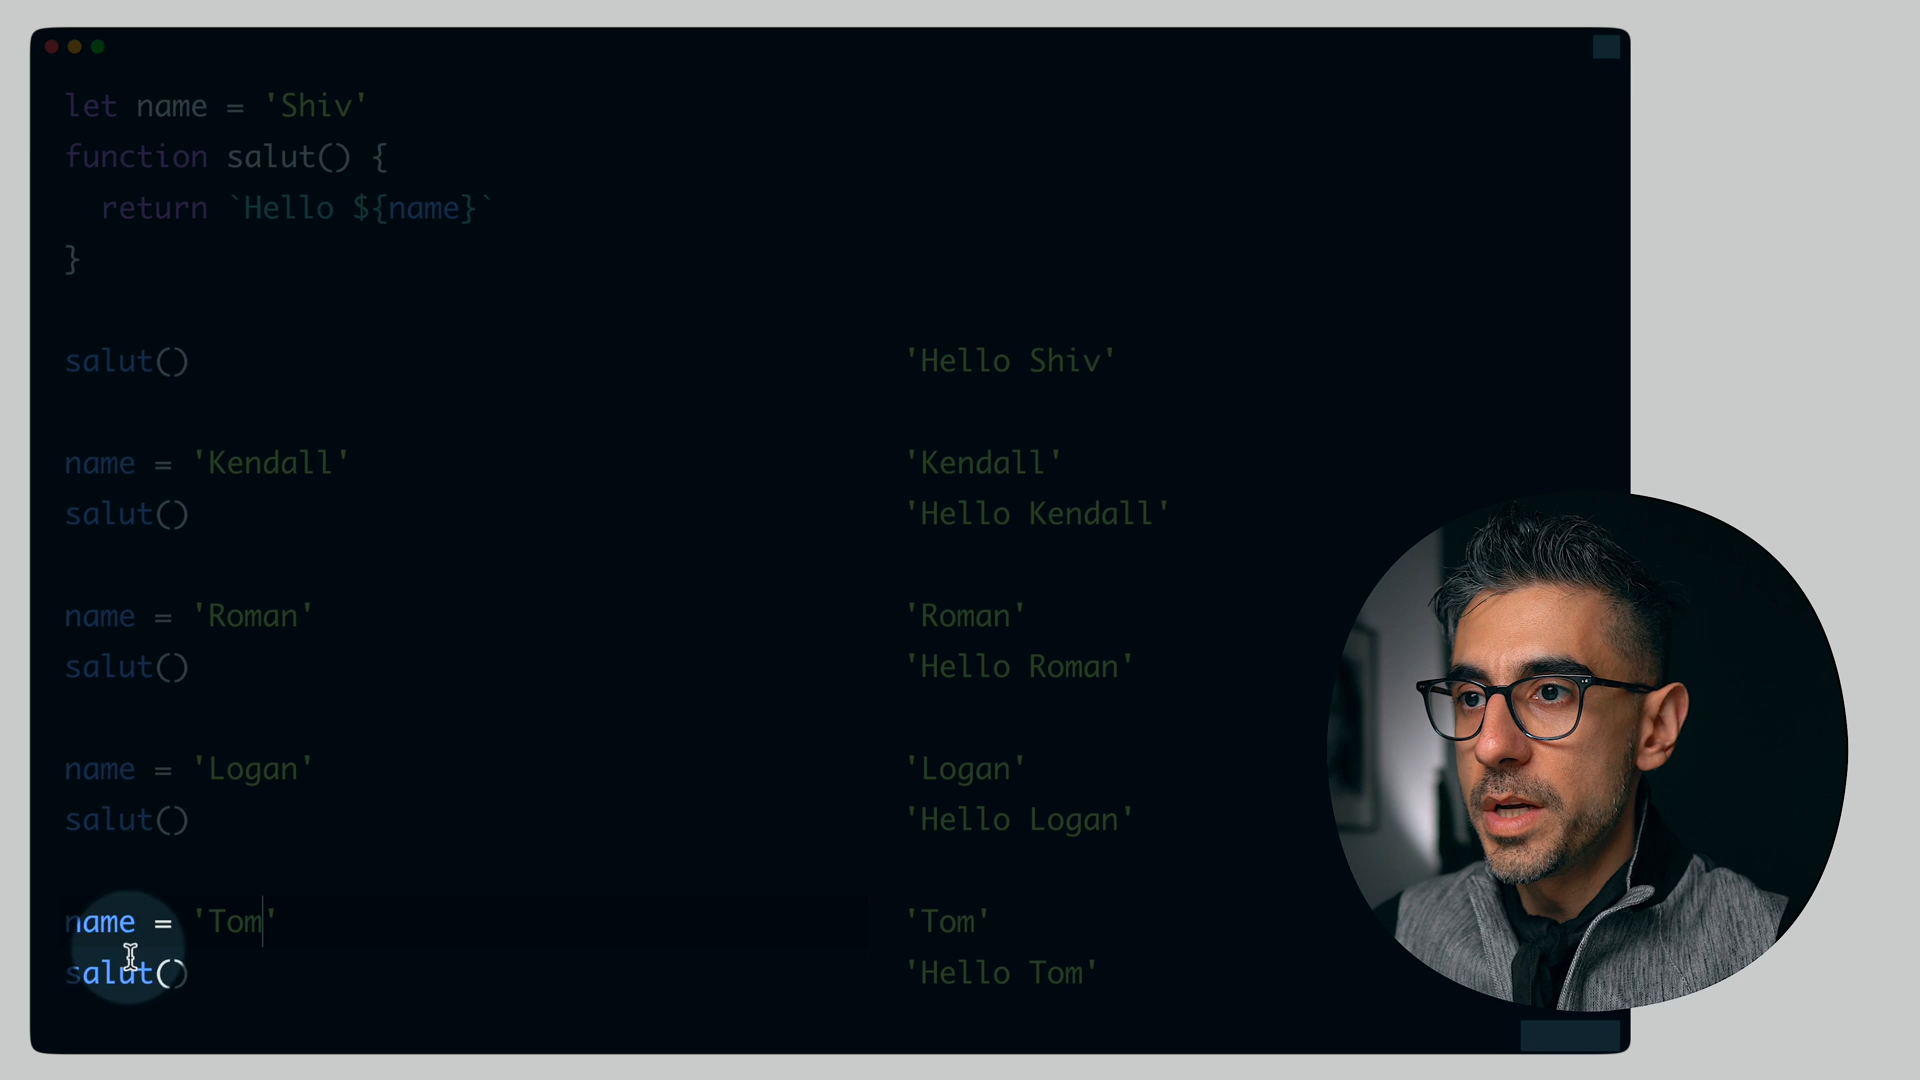 let name = 'Shiv'
function salut() {
return `Hello ${name}`
}
salut()
'Hello Shiv'
name = 'Kendall'
'Kendall'
salut()
'Hello Kendall'
name = 'Roman'
'Roman'
salut()
'Hello Roman'
name = 'Logan'
'Logan'
salut()
'Hello Logan'
name = 'Tom'
'Tom'
salut()
'Hello Tom'